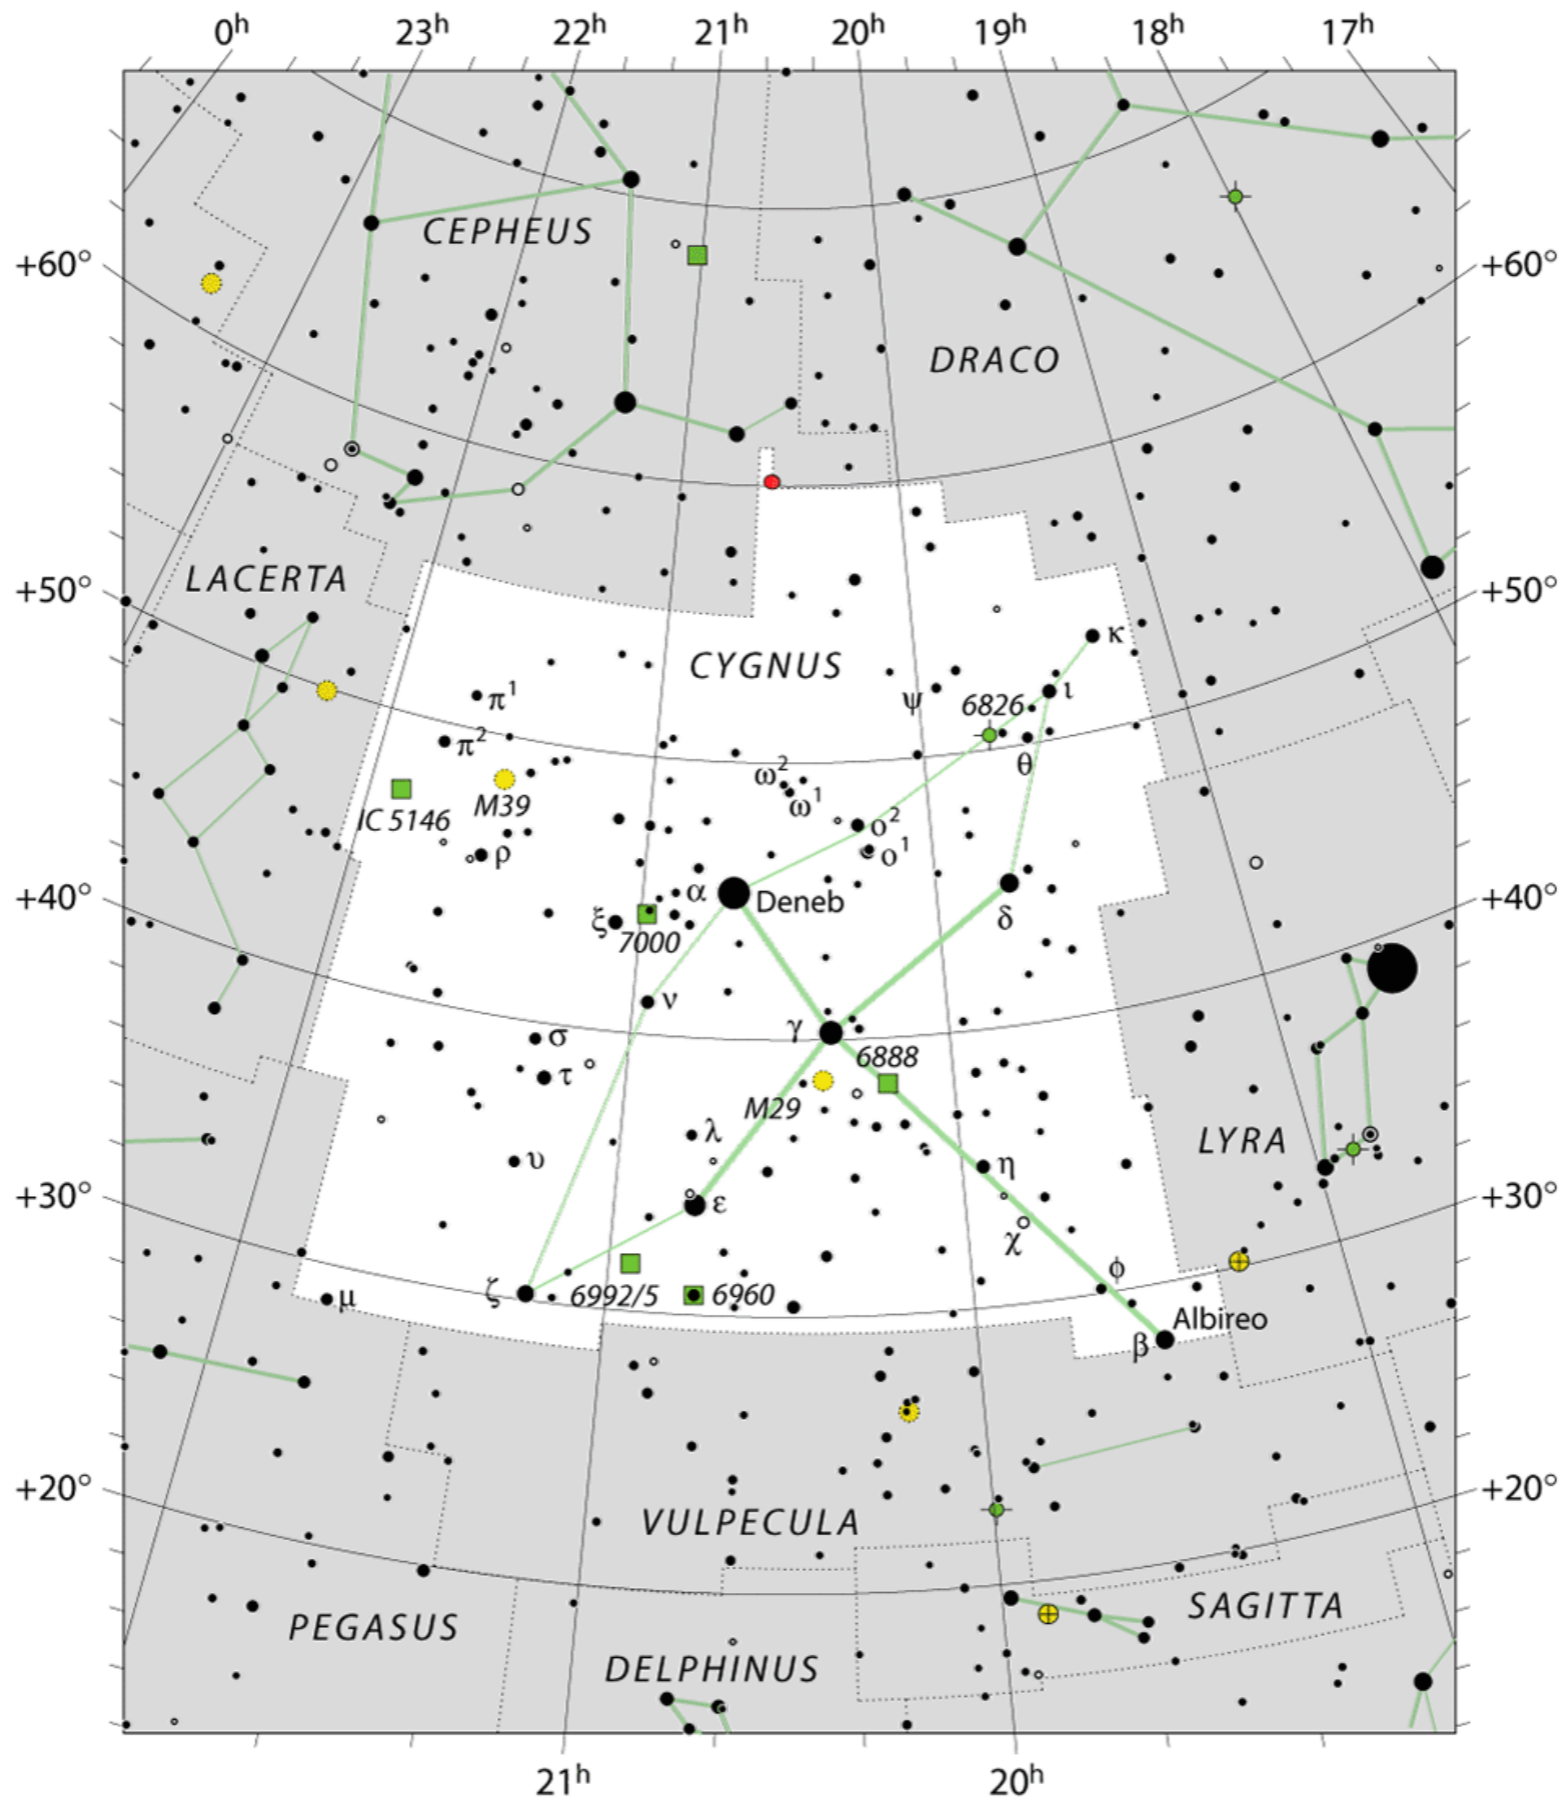 0ʰ 23ʰ 22ʰ 21ʰ 20ʰ 19ʰ 18ʰ 17ʰ
CEPHEUS
+60° +60°
DRACO
LACERTA
+50° +50°
CYGNUS
κ
π¹ ψ 6826 ι
π² θ
ω²
IC 5146 M39 ω¹
ο²
ρ ο¹
+40° α Deneb +40°
ξ 7000 δ
ν
σ γ 6888
τ
M29
λ LYRA
υ η
+30° ε +30°
χ
φ
μ ζ 6992/5 6960
Albireo
β
+20° +20°
VULPECULA
SAGITTA
PEGASUS
DELPHINUS
21ʰ 20ʰ